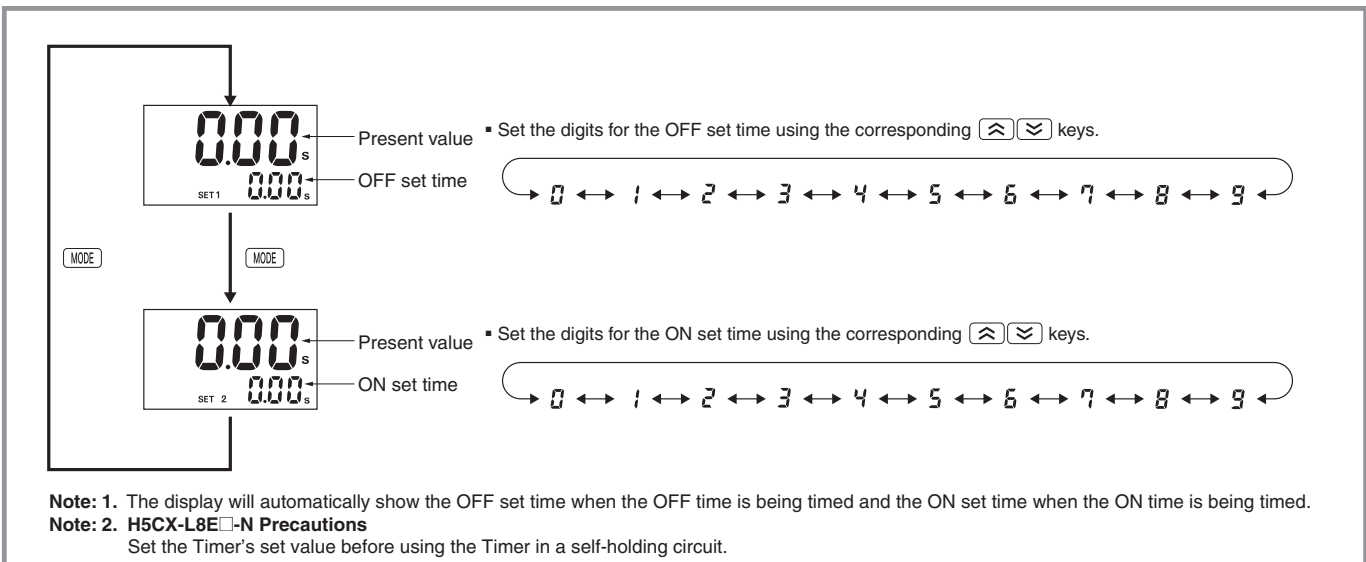 0.00 s
Present value
▪ Set the digits for the OFF set time using the corresponding keys.
SET 1 0.00 s
OFF set time
0 ↔ 1 ↔ 2 ↔ 3 ↔ 4 ↔ 5 ↔ 6 ↔ 7 ↔ 8 ↔ 9
MODE MODE
0.00 s
Present value
▪ Set the digits for the ON set time using the corresponding keys.
SET 2 0.00 s
ON set time
0 ↔ 1 ↔ 2 ↔ 3 ↔ 4 ↔ 5 ↔ 6 ↔ 7 ↔ 8 ↔ 9
Note: 1. The display will automatically show the OFF set time when the OFF time is being timed and the ON set time when the ON time is being timed.
Note: 2. H5CX-L8E□-N Precautions
Set the Timer's set value before using the Timer in a self-holding circuit.